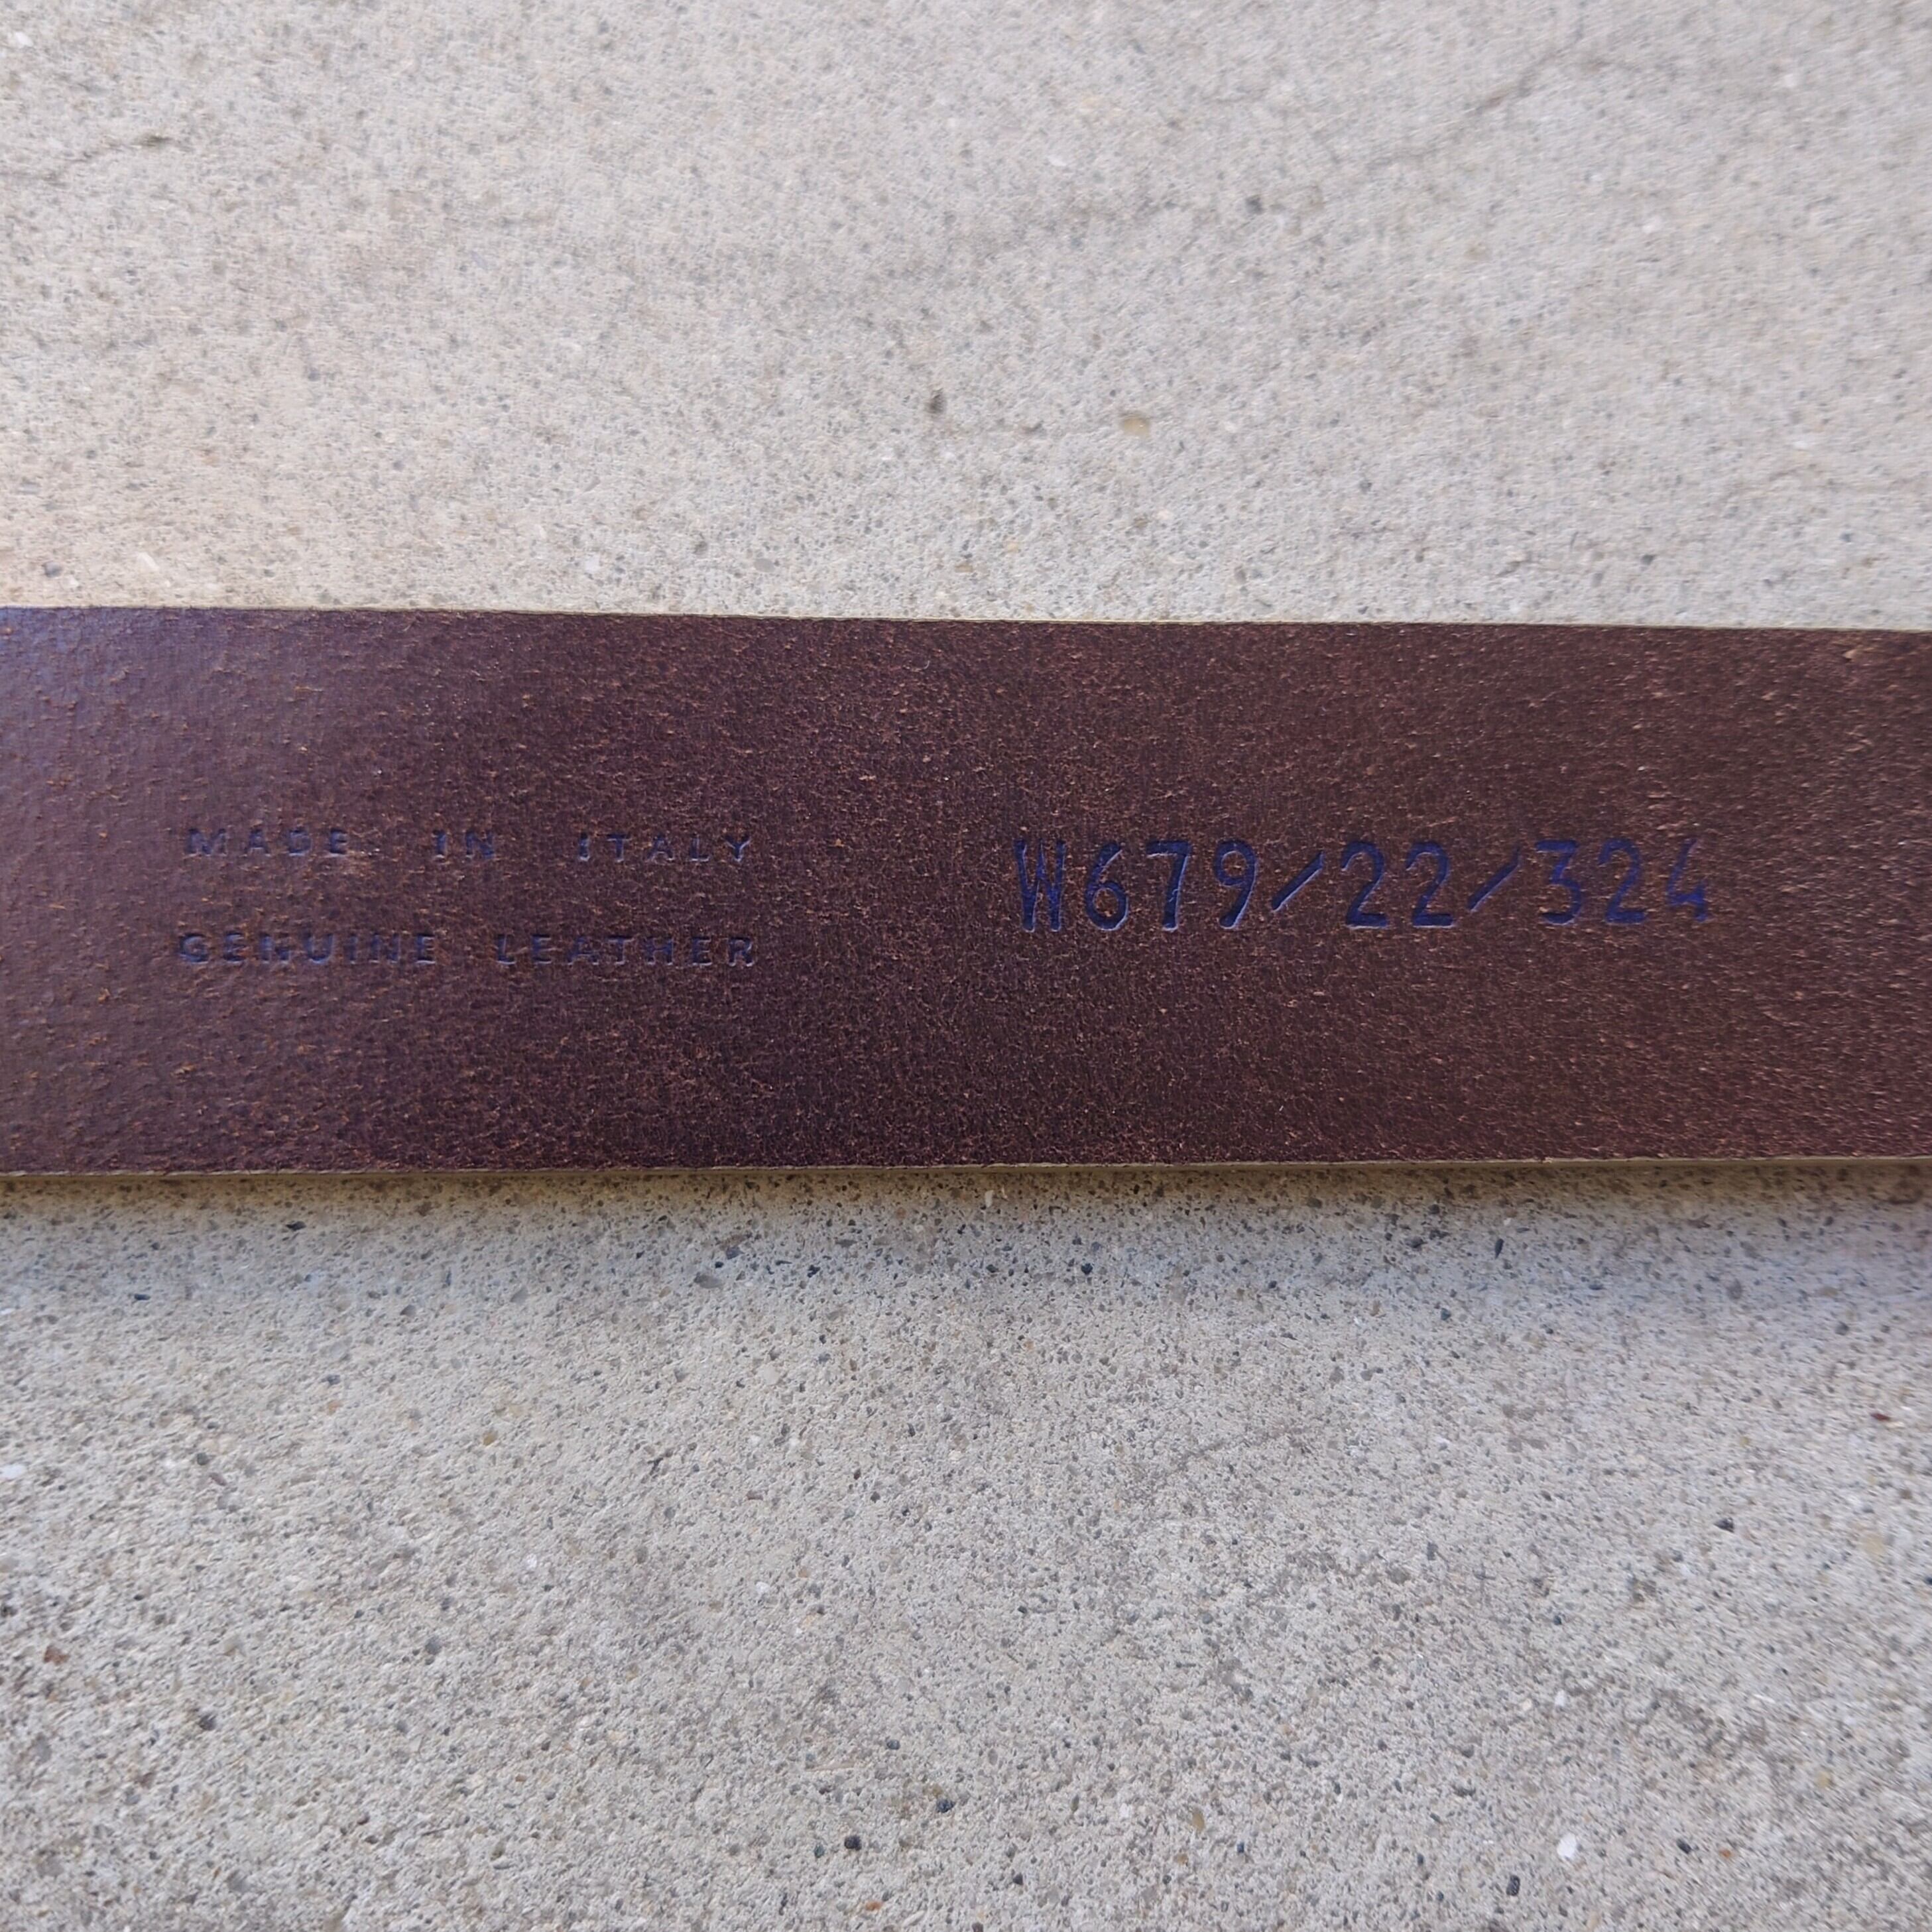 MADE IN ITALY
GENUINE LEATHER
W679/22/324